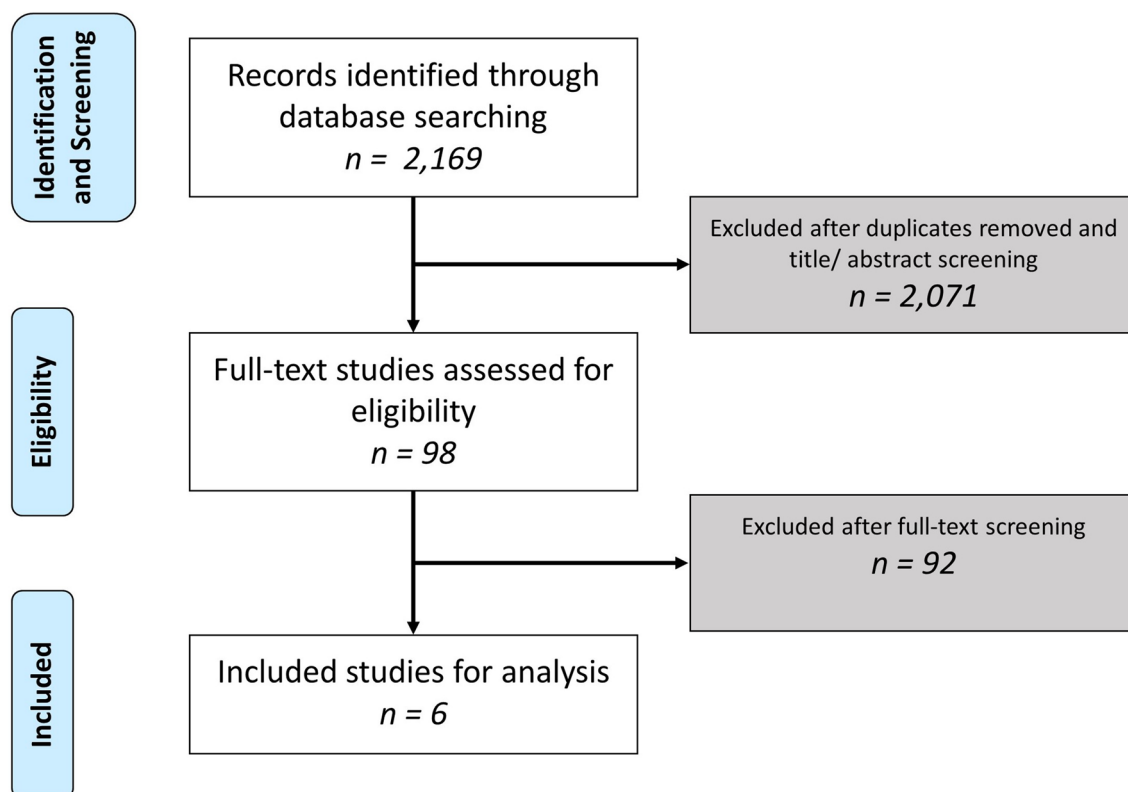 Identification
and Screening
Records identified through
database searching
n =  2,169
Excluded after duplicates removed and
title/ abstract screening
n = 2,071
Eligibility
Full-text studies assessed for
eligibility
n = 98
Excluded after full-text screening
n = 92
Included
Included studies for analysis
n = 6